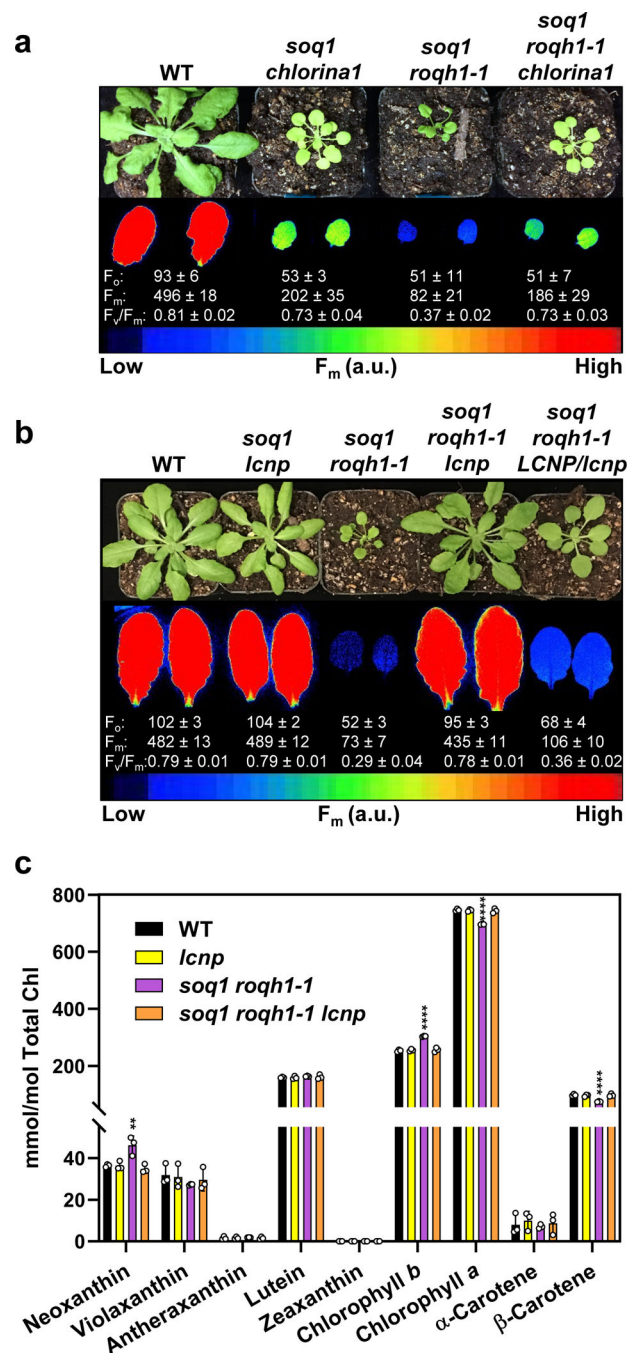 a
WT
soq1 chlorina1
soq1 roqh1-1
soq1 roqh1-1 chlorina1
Fo: 93 ± 6 53 ± 3 51 ± 11 51 ± 7
Fm: 496 ± 18 202 ± 35 82 ± 21 186 ± 29
Fv/Fm: 0.81 ± 0.02 0.73 ± 0.04 0.37 ± 0.02 0.73 ± 0.03
Low Fm (a.u.) High
b
WT
soq1 lcnp
soq1 roqh1-1
soq1 roqh1-1 lcnp
soq1 roqh1-1 LCNP/lcnp
Fo: 102 ± 3 104 ± 2 52 ± 3 95 ± 3 68 ± 4
Fm: 482 ± 13 489 ± 12 73 ± 7 435 ± 11 106 ± 10
Fv/Fm: 0.79 ± 0.01 0.79 ± 0.01 0.29 ± 0.04 0.78 ± 0.01 0.36 ± 0.02
Low Fm (a.u.) High
c
mmol/mol Total Chl
800
600
400
200
40
20
0
WT
lcnp
soq1 roqh1-1
soq1 roqh1-1 lcnp
**
****
****
****
Neoxanthin
Violaxanthin
Antheraxanthin
Lutein
Zeaxanthin
Chlorophyll b
Chlorophyll a
α-Carotene
β-Carotene